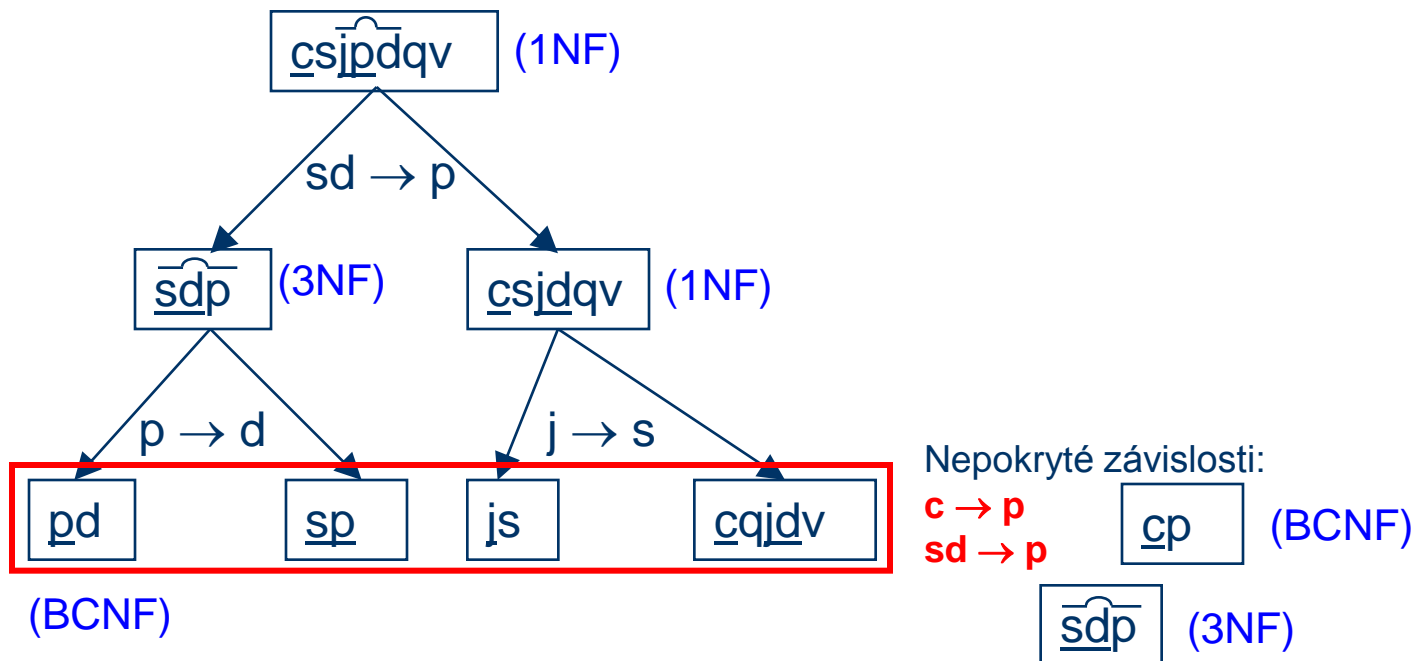 csjpdqv (1NF)
sd → p
sdp (3NF)
csjdqv (1NF)
p → d
j → s
pd
sp
js
cqjdv
(BCNF)
Nepokryté závislosti:
c → p
sd → p
cp (BCNF)
sdp (3NF)